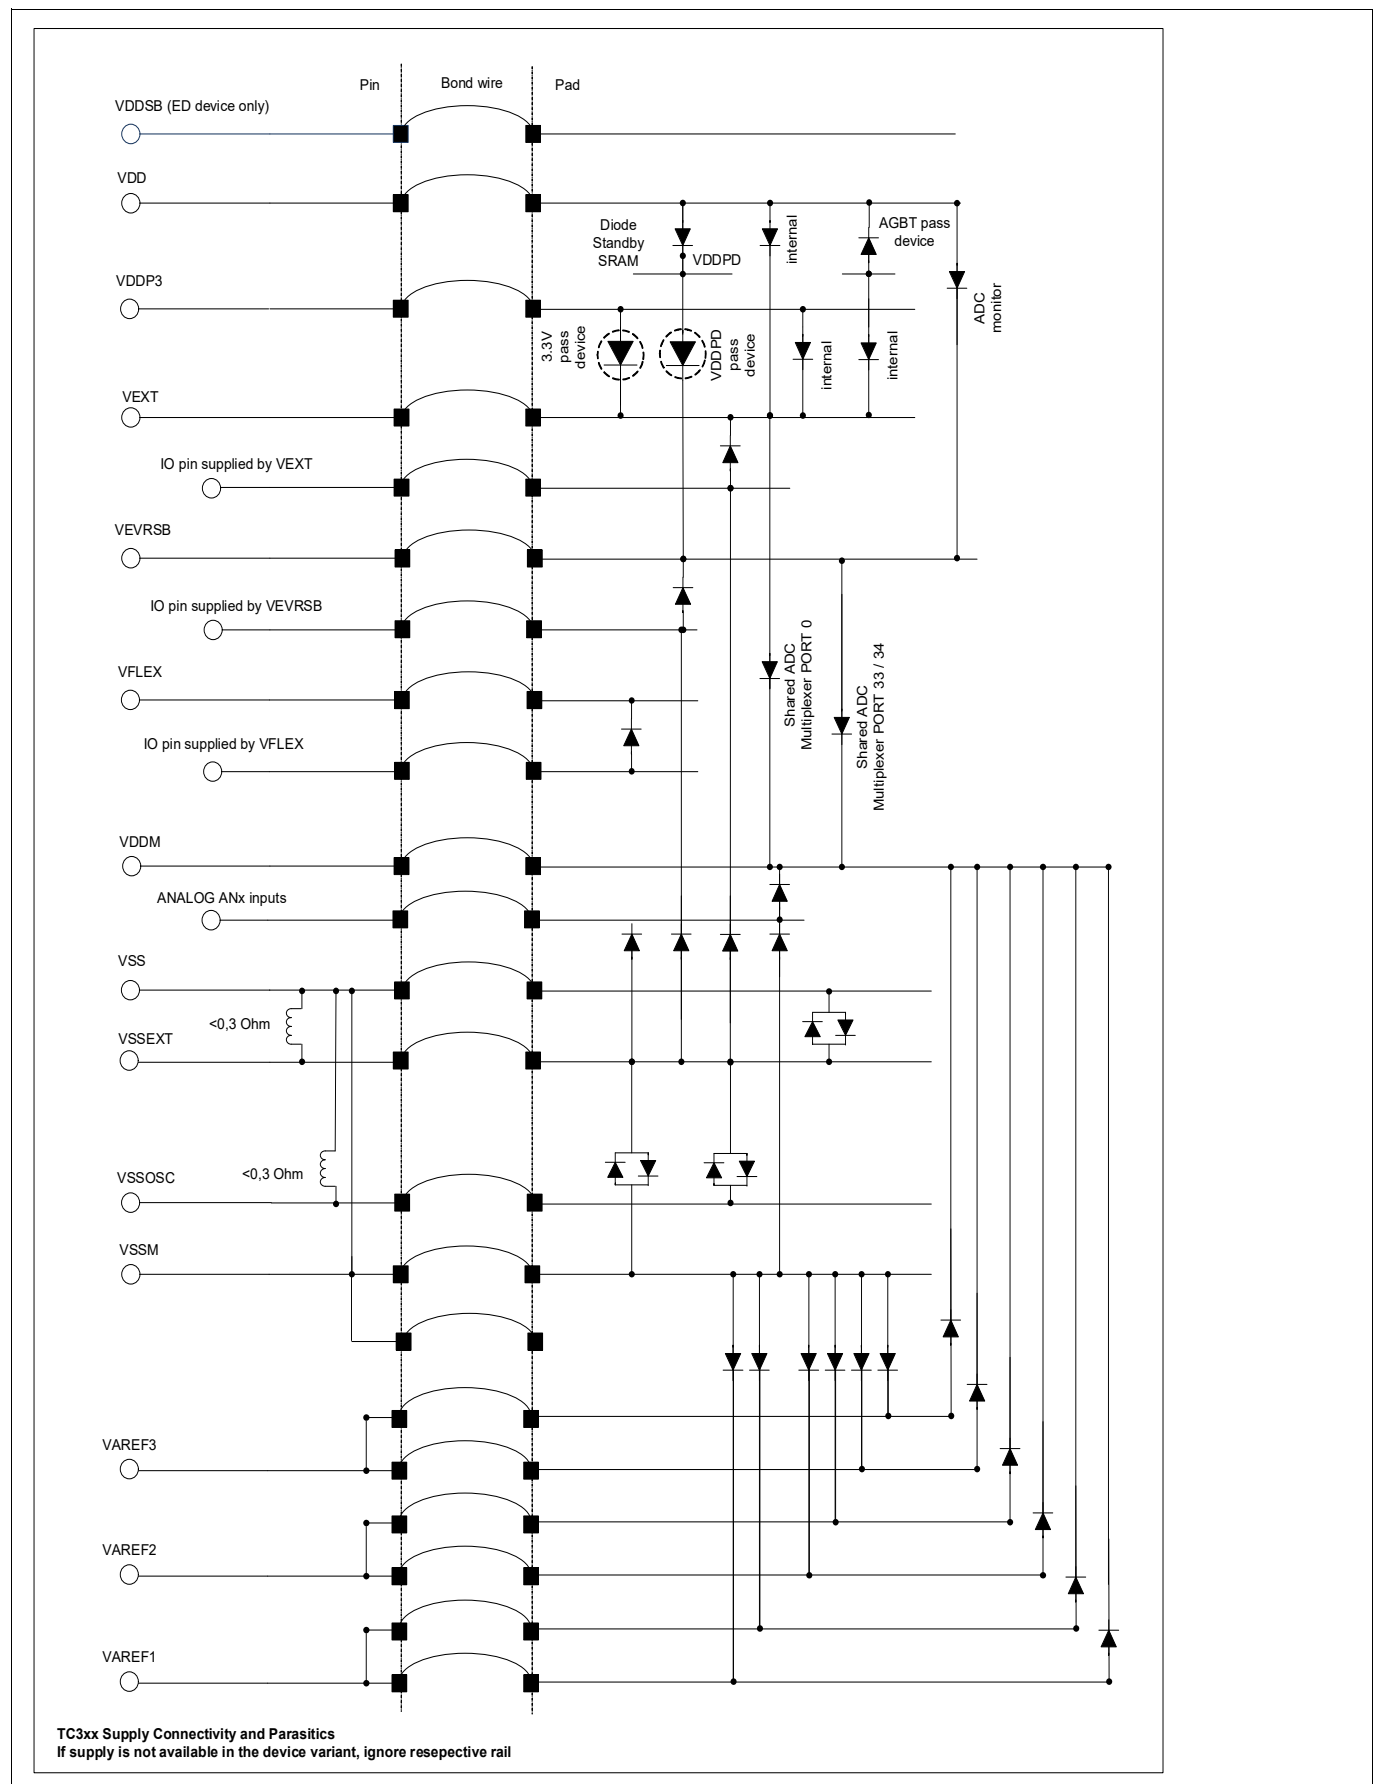 Pin
Bond wire
Pad
VDDSB (ED device only)
VDD
Diode
Standby
SRAM
VDDPD
internal
AGBT pass
device
ADC
monitor
VDDP3
3.3V
pass
device
VDDPD
pass
device
internal
internal
VEXT
IO pin supplied by VEXT
VEVRSB
IO pin supplied by VEVRSB
Shared ADC
Multiplexer PORT 0
Shared ADC
Multiplexer PORT 33 / 34
VFLEX
IO pin supplied by VFLEX
VDDM
ANALOG ANx inputs
VSS
<0,3 Ohm
VSSEXT
<0,3 Ohm
VSSOSC
VSSM
VAREF3
VAREF2
VAREF1
TC3xx Supply Connectivity and Parasitics
If supply is not available in the device variant, ignore resepective rail